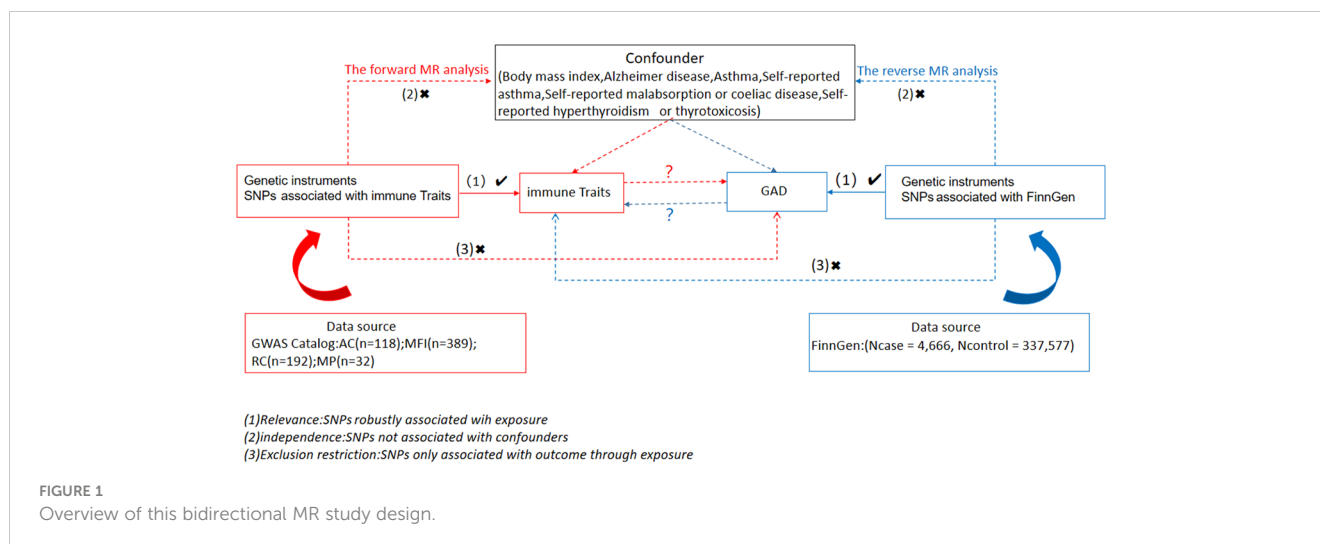 Confounder
(Body mass index,Alzheimer disease,Asthma,Self-reported
asthma,Self-reported malabsorption or coeliac disease,Self-
reported hyperthyroidism or thyrotoxicosis)
The forward MR analysis
(2)✖
The reverse MR analysis
(2)✖
Genetic instruments
SNPs associated with immune Traits
(1) ✔
immune Traits
?
?
GAD
(1) ✔
Genetic instruments
SNPs associated with FinnGen
(3)✖
(3)✖
Data source
GWAS Catalog:AC(n=118);MFI(n=389);
RC(n=192);MP(n=32)
Data source
FinnGen:(Ncase = 4,666, Ncontrol = 337,577)
(1)Relevance:SNPs robustly associated wih exposure
(2)independence:SNPs not associated with confounders
(3)Exclusion restriction:SNPs only associated with outcome through exposure
FIGURE 1
Overview of this bidirectional MR study design.